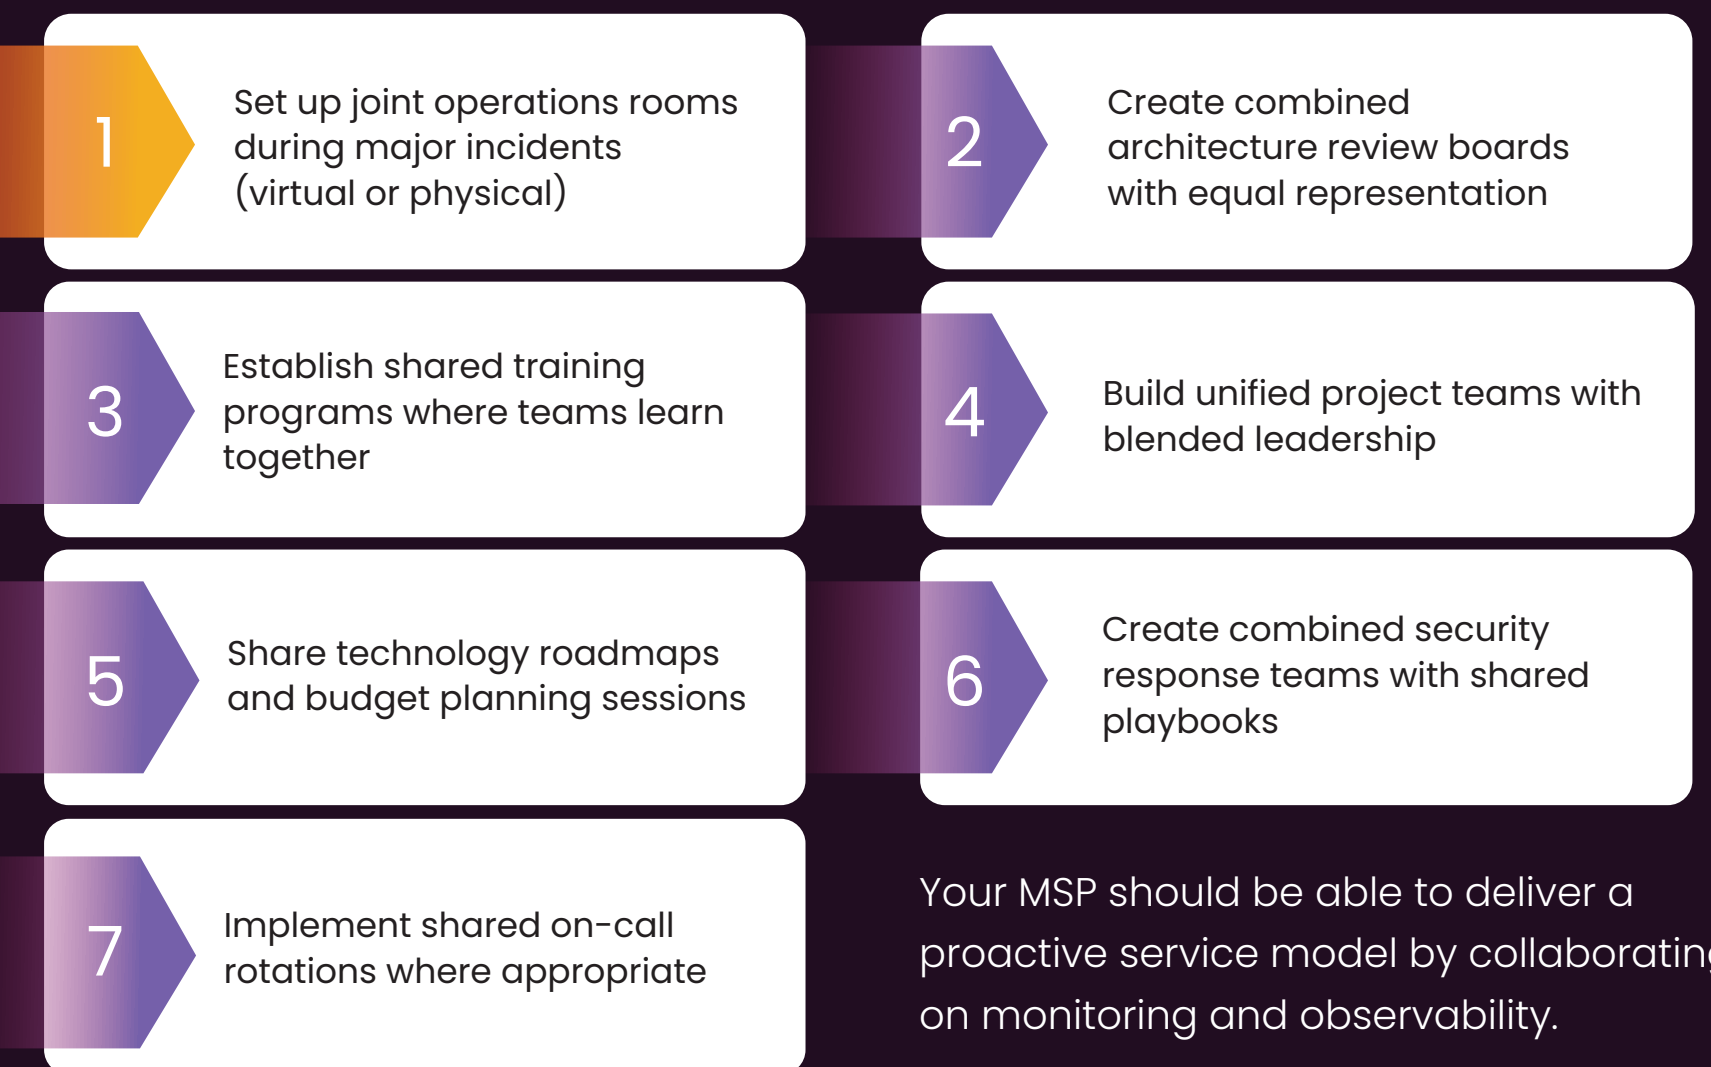 1
Set up joint operations rooms
during major incidents
(virtual or physical)
2
Create combined
architecture review boards
with equal representation
3
Establish shared training
programs where teams learn
together
4
Build unified project teams with
blended leadership
5
Share technology roadmaps
and budget planning sessions
6
Create combined security
response teams with shared
playbooks
7
Implement shared on-call
rotations where appropriate
Your MSP should be able to deliver a
proactive service model by collaborating
on monitoring and observability.